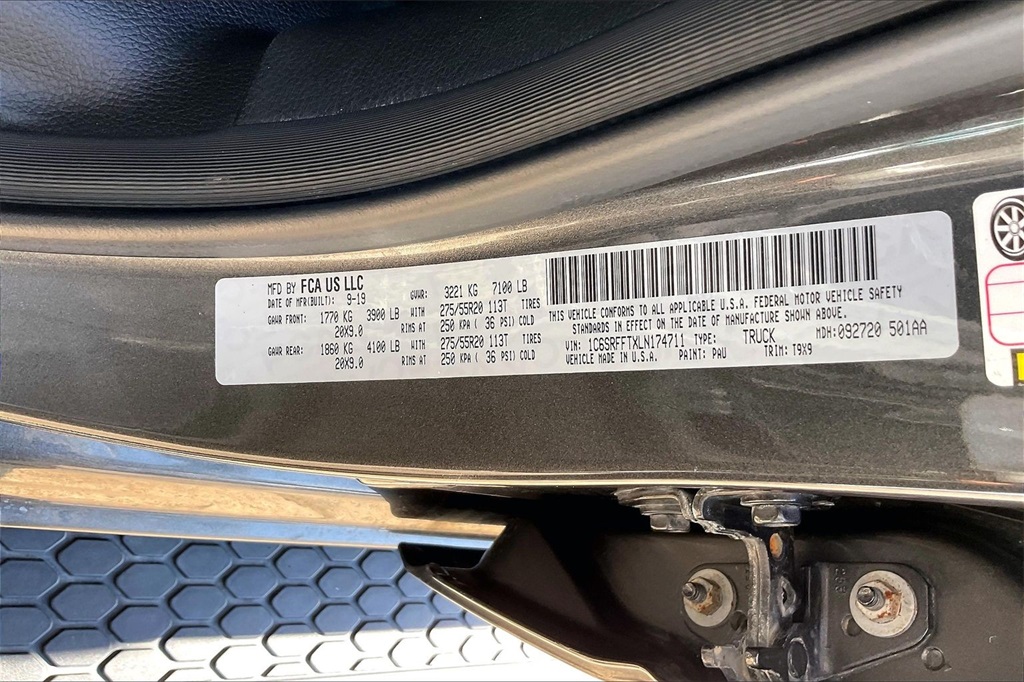 MFD BY FCA US LLC
DATE OF MFR(BUILT): 9-19 GVWR: 3221 KG 7100 LB
GAWR FRONT: 1770 KG 3900 LB WITH 275/55R20 113T TIRES
20X9.0 RIMS AT 250 KPA ( 36 PSI) COLD
GAWR REAR: 1860 KG 4100 LB WITH 275/55R20 113T TIRES
20X9.0 RIMS AT 250 KPA ( 36 PSI) COLD
THIS VEHICLE CONFORMS TO ALL APPLICABLE U.S.A. FEDERAL MOTOR VEHICLE SAFETY
STANDARDS IN EFFECT ON THE DATE OF MANUFACTURE SHOWN ABOVE.
VIN: 1C6SRFFTXLN174711 TYPE: TRUCK MDH:092720 501AA
VEHICLE MADE IN U.S.A. PAINT: PAU TRIM: T9X9